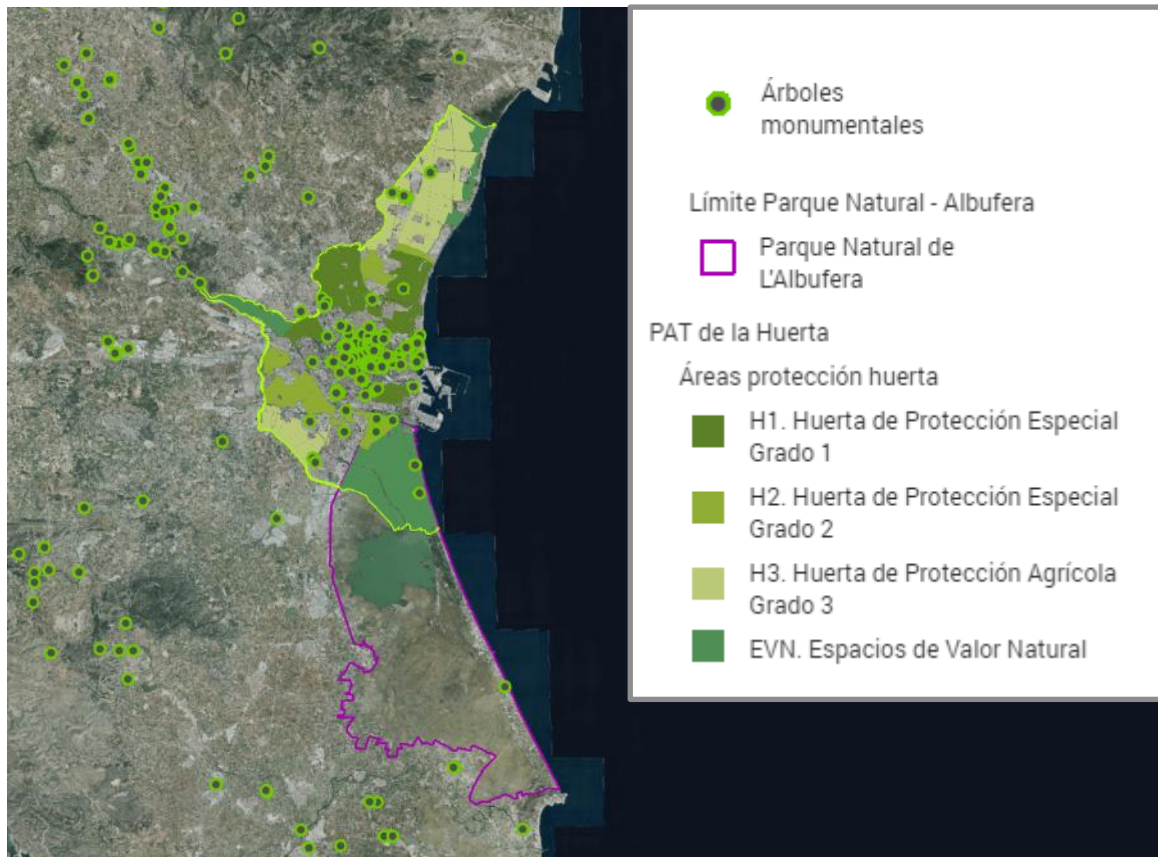 Árboles
monumentales
Límite Parque Natural - Albufera
Parque Natural de
L'Albufera
PAT de la Huerta
Áreas protección huerta
H1. Huerta de Protección Especial
Grado 1
H2. Huerta de Protección Especial
Grado 2
H3. Huerta de Protección Agrícola
Grado 3
EVN. Espacios de Valor Natural